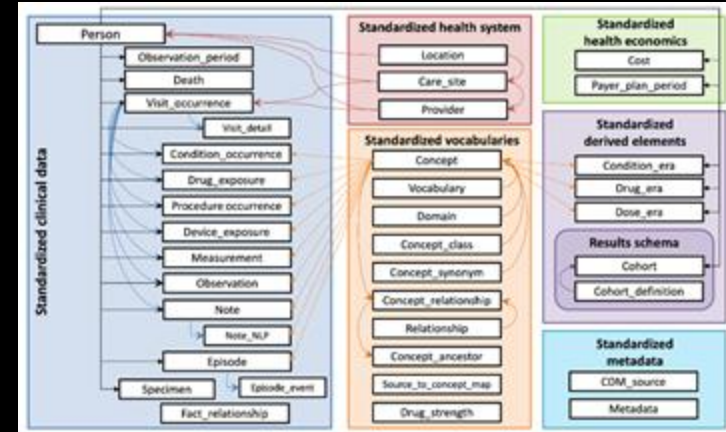 Person
Observation_period
Death
Visit_occurrence
Visit_detail
Condition_occurrence
Drug_exposure
Procedure occurrence
Device_exposure
Measurement
Observation
Note
Note_NLP
Episode
Specimen
Episode_event
Fact_relationship
Standardized clinical data
Standardized health system
Location
Care_site
Provider
Standardized vocabularies
Concept
Vocabulary
Domain
Concept_class
Concept_synonym
Concept_relationship
Relationship
Concept_ancestor
Source_to_concept_map
Drug_strength
Standardized
health economics
Cost
Payer_plan_period
Standardized
derived elements
Condition_era
Drug_era
Dose_era
Results schema
Cohort
Cohort_definition
Standardized
metadata
CDM_source
Metadata